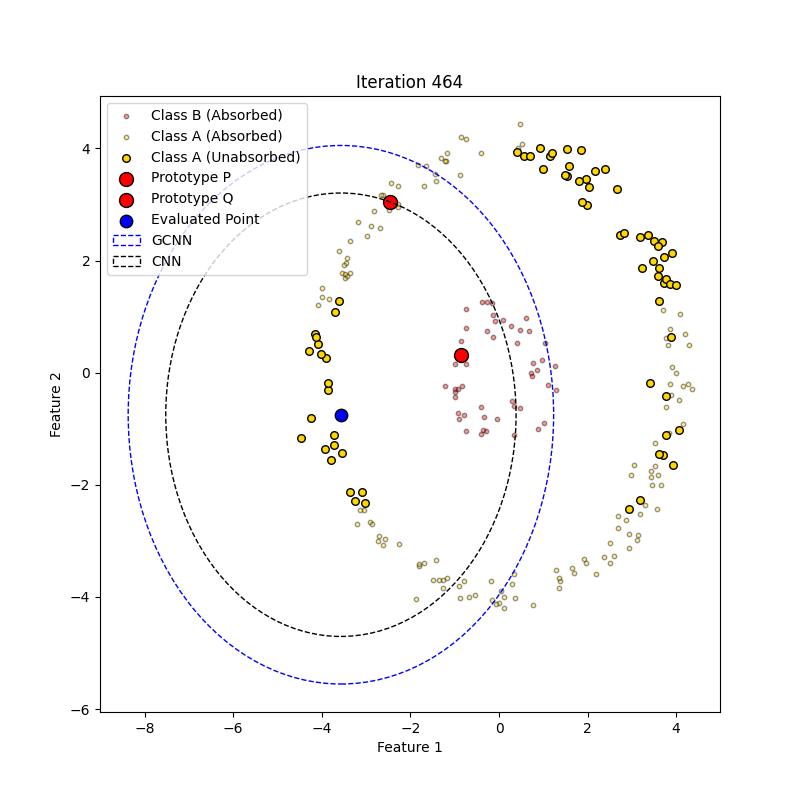 Iteration 464
Class B (Absorbed)
Class A (Absorbed)
Class A (Unabsorbed)
Prototype P
Prototype Q
Evaluated Point
GCNN
CNN
4
2
0
−2
−4
−6
Feature 2
−8
−6
−4
−2
0
2
4
Feature 1